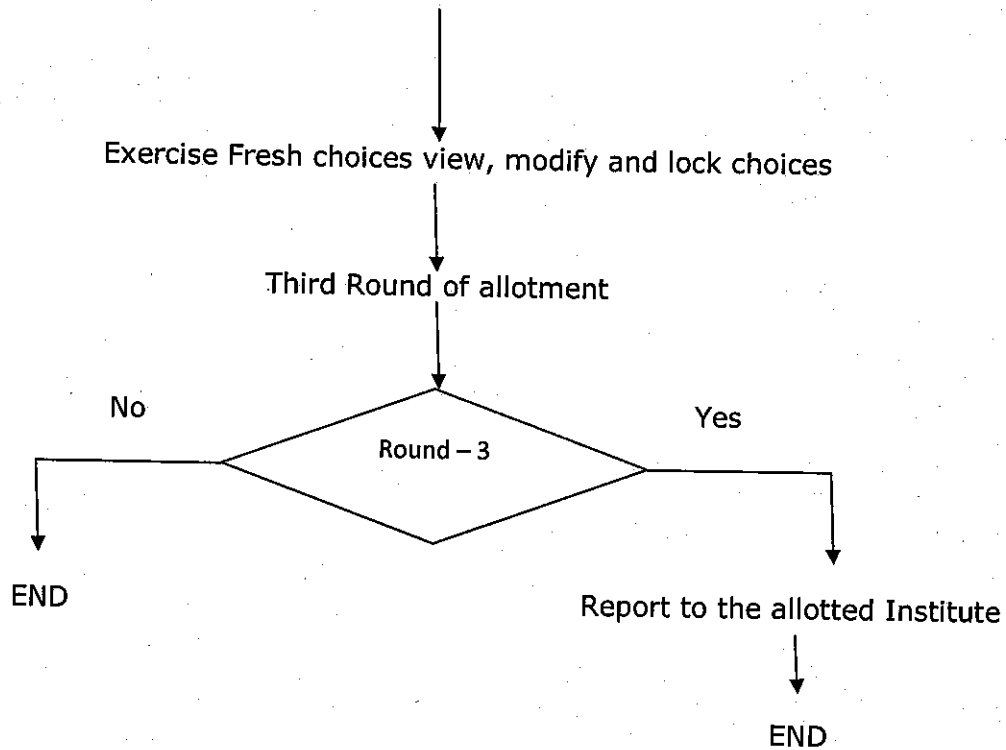 Exercise Fresh choices view, modify and lock choices
Third Round of allotment
No
Yes
Round – 3
END
Report to the allotted Institute
END